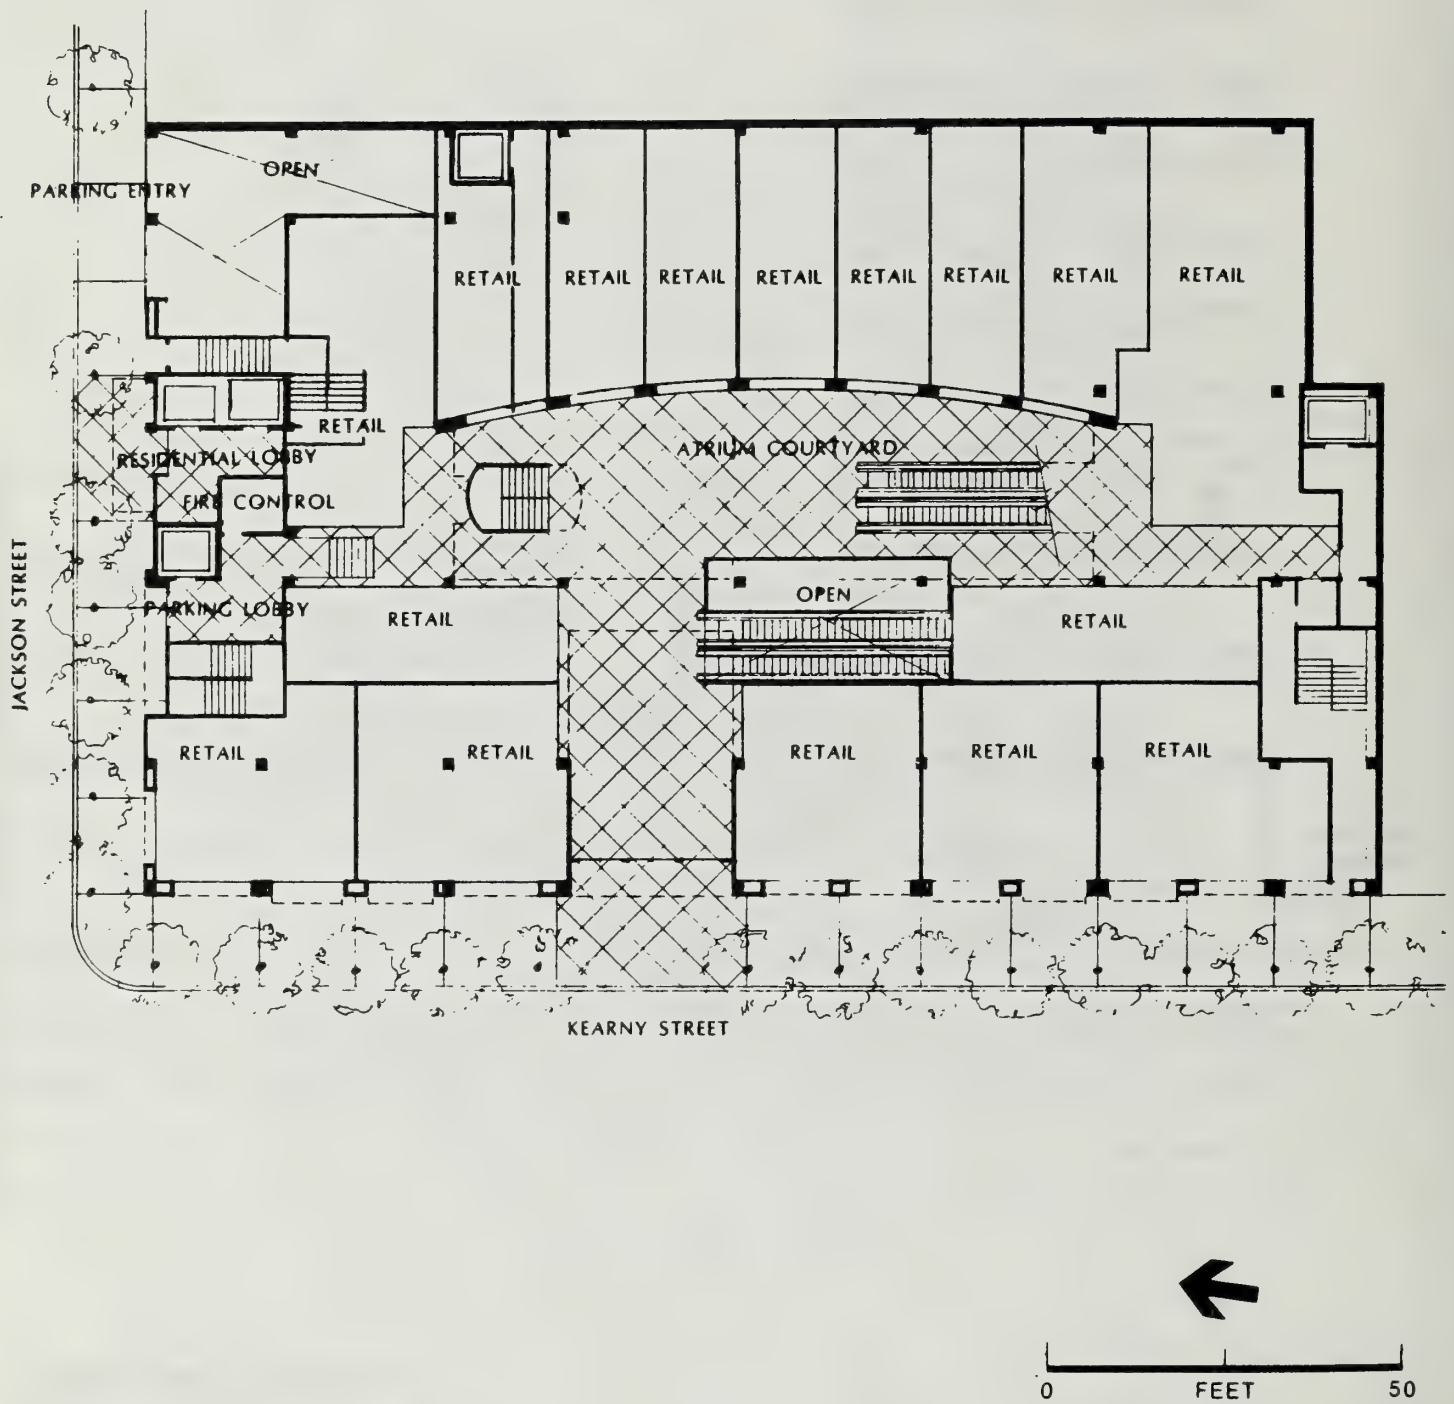 OPEN
PARKING ENTRY
RETAIL
RETAIL
RETAIL
RETAIL
RETAIL
RETAIL
RETAIL
RETAIL
RETAIL
ATRIUM COURTYARD
RESIDENTIAL LOBBY
FIRE CONTROL
JACKSON STREET
OPEN
PARKING LOBBY
RETAIL
RETAIL
RETAIL
RETAIL
RETAIL
RETAIL
RETAIL
KEARNY STREET
0 FEET 50